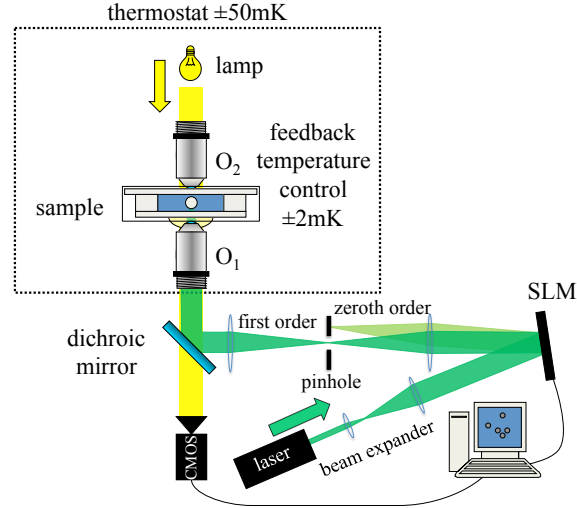 thermostat ±50mK
lamp
feedback
temperature
control
±2mK
O2
sample
O1
SLM
first order
zeroth order
dichroic
mirror
pinhole
laser
beam expander
CMOS